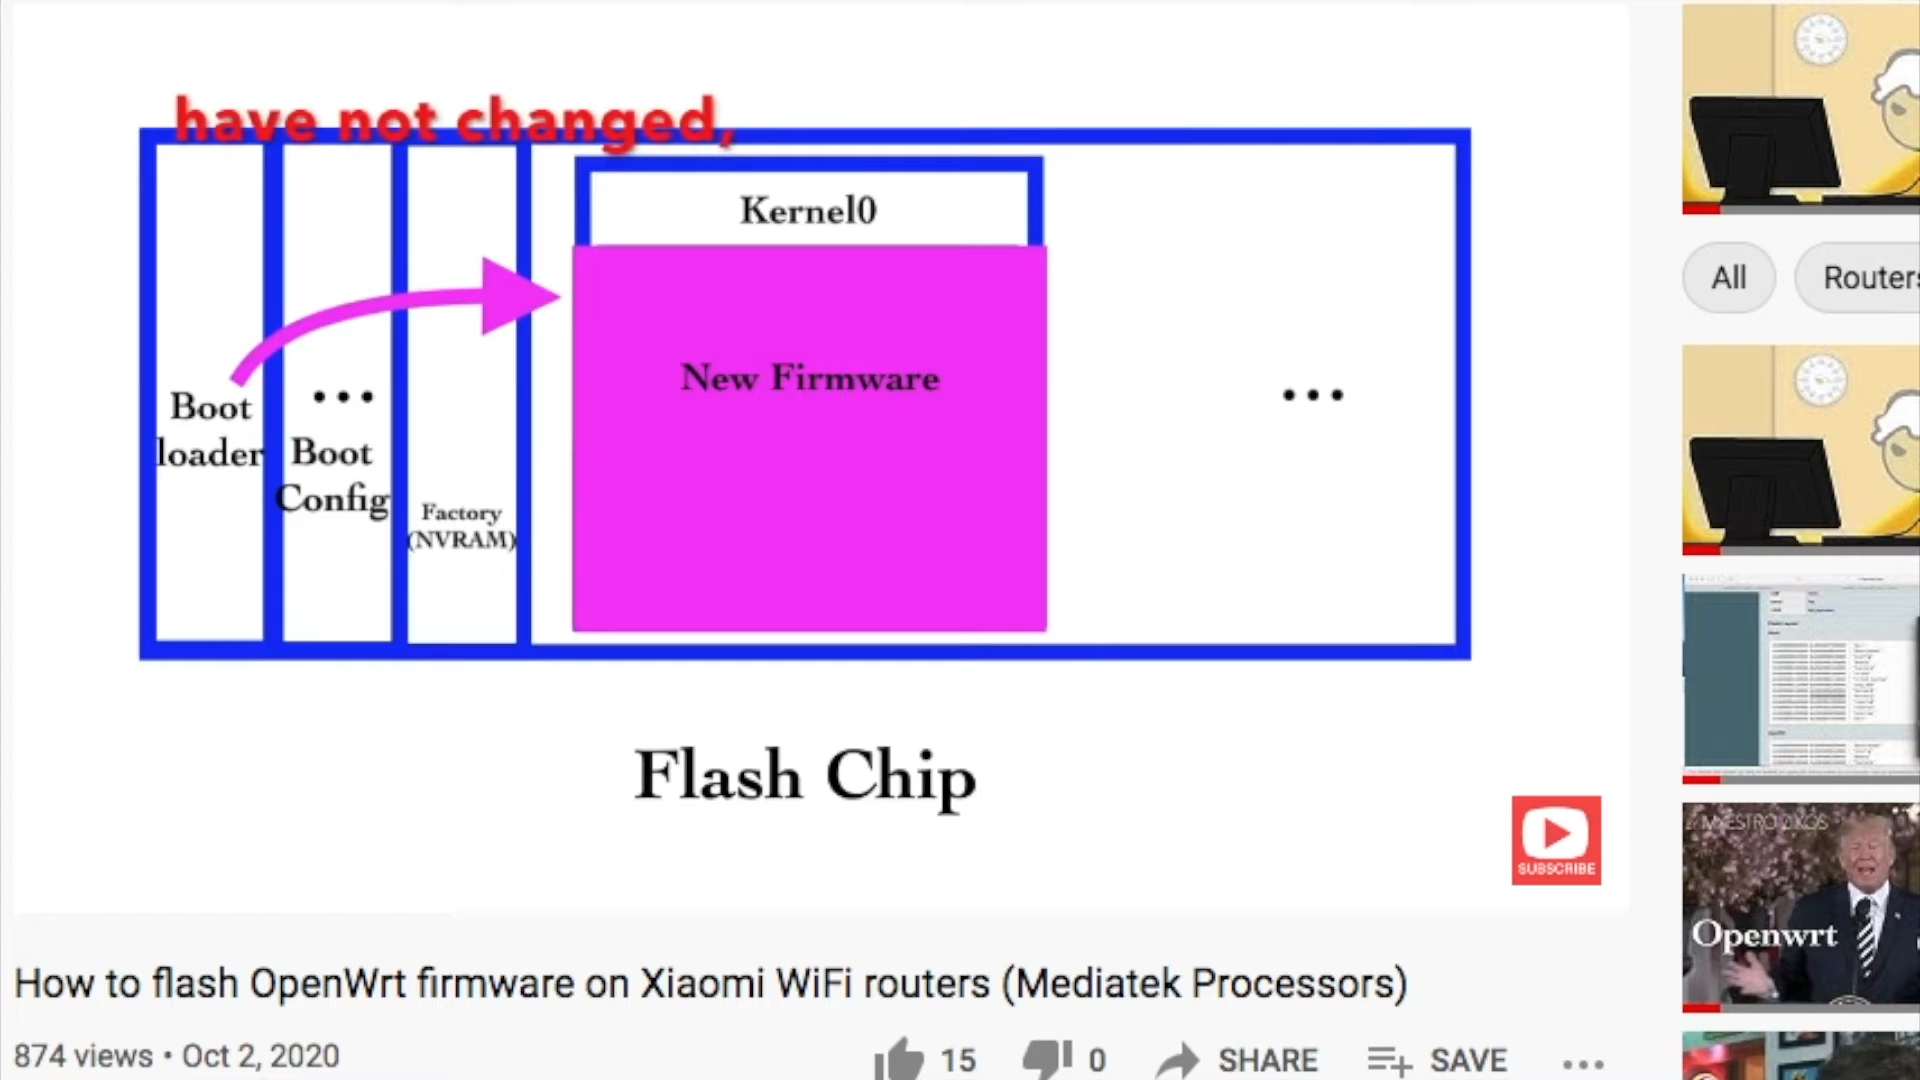 have not changed,
Kernel0
New Firmware
...
Boot
loader
...
Boot
Config
Factory
(NVRAM)
Flash Chip
SUBSCRIBE
How to flash OpenWrt firmware on Xiaomi WiFi routers (Mediatek Processors)
874 views • Oct 2, 2020
15
0
SHARE
SAVE
All
Routers
Openwrt